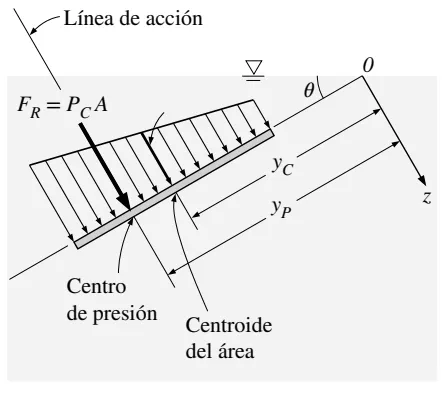 Línea de acción
0
θ
F_R = P_C A
y_C
y_P
z
Centro
de presión
Centroide
del área